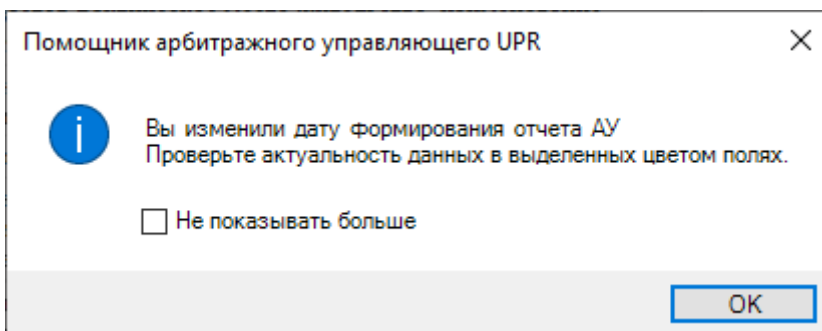 Помощник арбитражного управляющего UPR
Вы изменили дату формирования отчета АУ
Проверьте актуальность данных в выделенных цветом полях.
Не показывать больше
OK